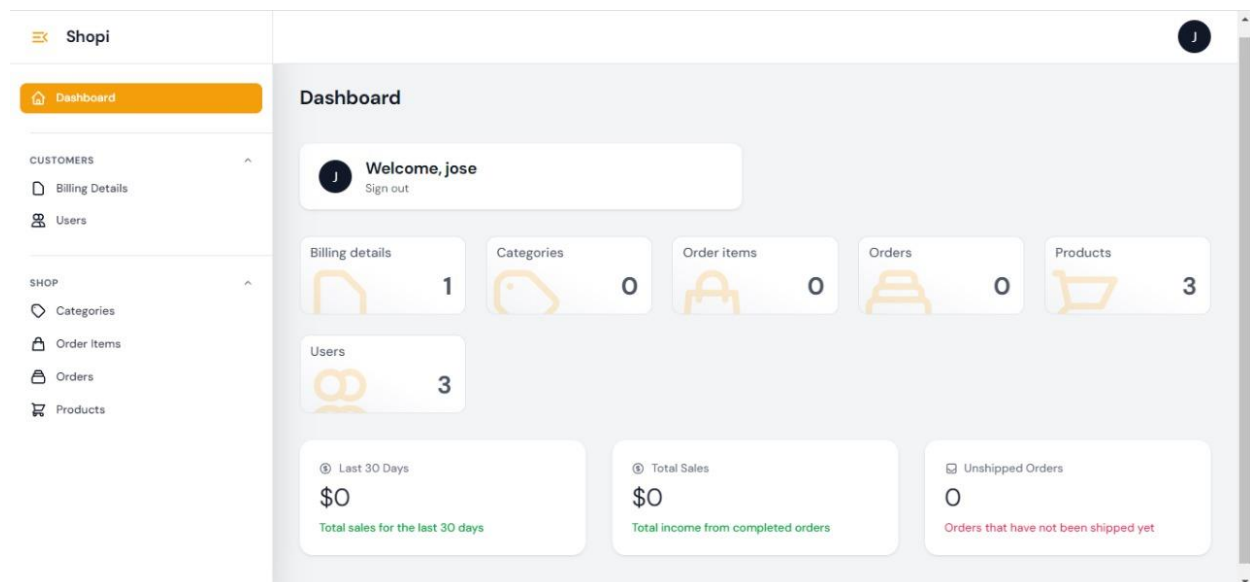 Shopi
J
Dashboard
CUSTOMERS
Billing Details
Users
SHOP
Categories
Order Items
Orders
Products
Dashboard
J
Welcome, jose
Sign out
Billing details
1
Categories
0
Order items
0
Orders
0
Products
3
Users
3
Last 30 Days
$0
Total sales for the last 30 days
Total Sales
$0
Total income from completed orders
Unshipped Orders
0
Orders that have not been shipped yet